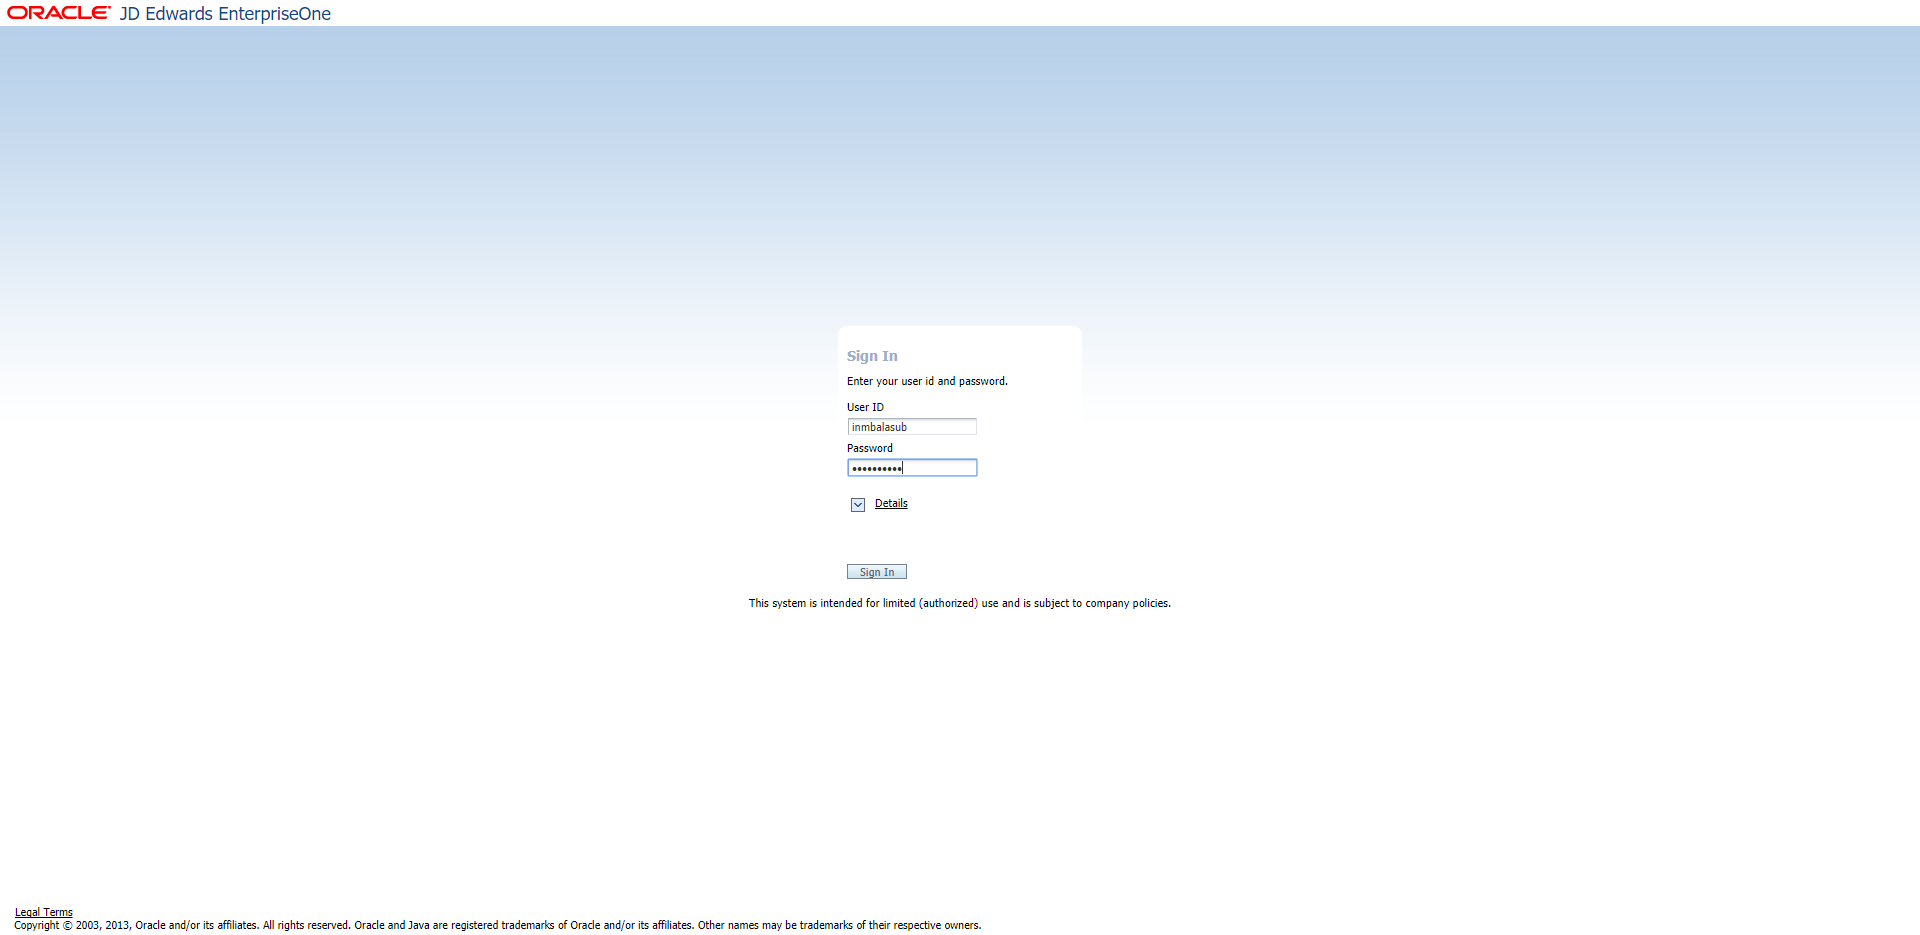 ORACLE JD Edwards EnterpriseOne
Sign In
Enter your user id and password.
User ID
inmbalasub
Password
••••••••••
Details
Sign In
This system is intended for limited (authorized) use and is subject to company policies.
Legal Terms
Copyright © 2003, 2013, Oracle and/or its affiliates. All rights reserved. Oracle and Java are registered trademarks of Oracle and/or its affiliates. Other names may be trademarks of their respective owners.